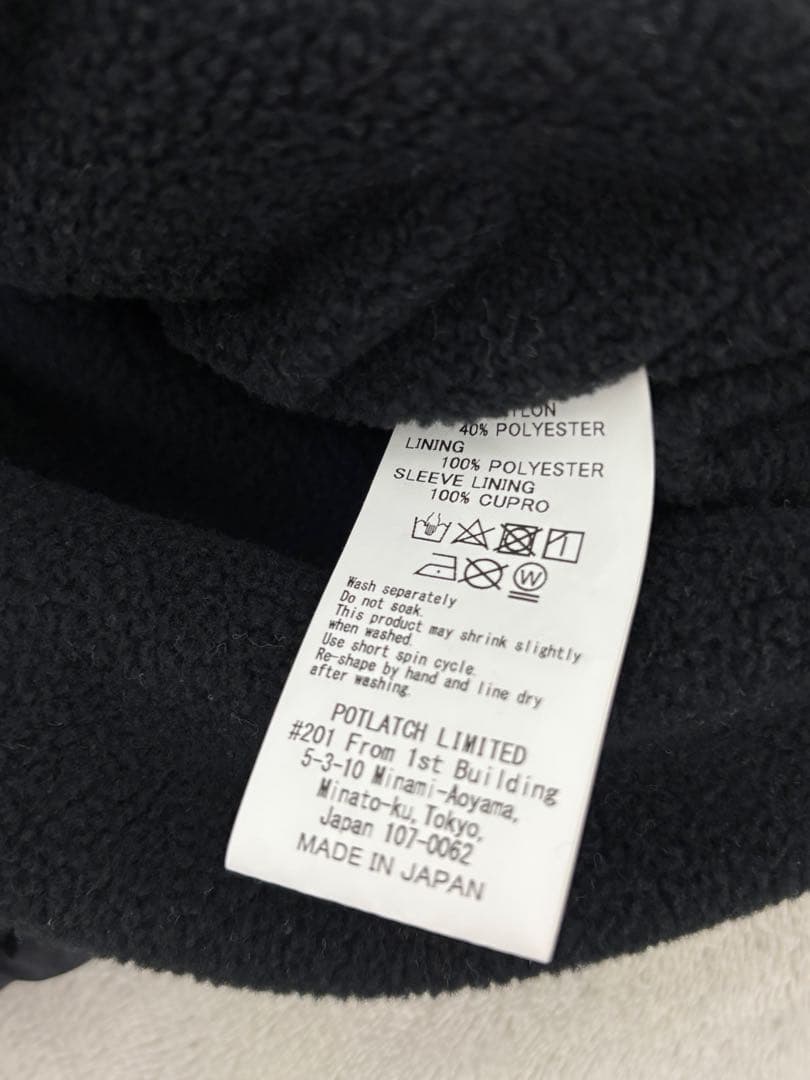 40% POLYESTER
LINING
100% POLYESTER
SLEEVE LINING
100% CUPRO
W
Wash separately
Do not soak.
This product may shrink slightly
when washed.
Use short spin cycle.
Re-shape by hand and line dry
after washing.
POTLATCH LIMITED
#201 From 1st Building
5-3-10 Minami-Aoyama,
Minato-ku, Tokyo,
Japan 107-0062
MADE IN JAPAN